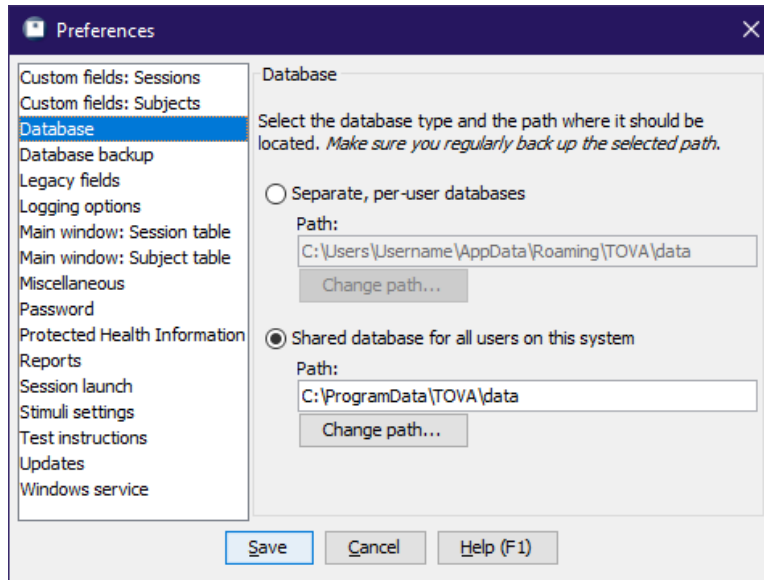 Preferences
Custom fields: Sessions
Custom fields: Subjects
Database
Database backup
Legacy fields
Logging options
Main window: Session table
Main window: Subject table
Miscellaneous
Password
Protected Health Information
Reports
Session launch
Stimuli settings
Test instructions
Updates
Windows service
Database
Select the database type and the path where it should be
located. Make sure you regularly back up the selected path.
Separate, per-user databases
Path:
C:\Users\Username\AppData\Roaming\TOVA\data
Change path...
Shared database for all users on this system
Path:
C:\ProgramData\TOVA\data
Change path...
Save
Cancel
Help (F1)